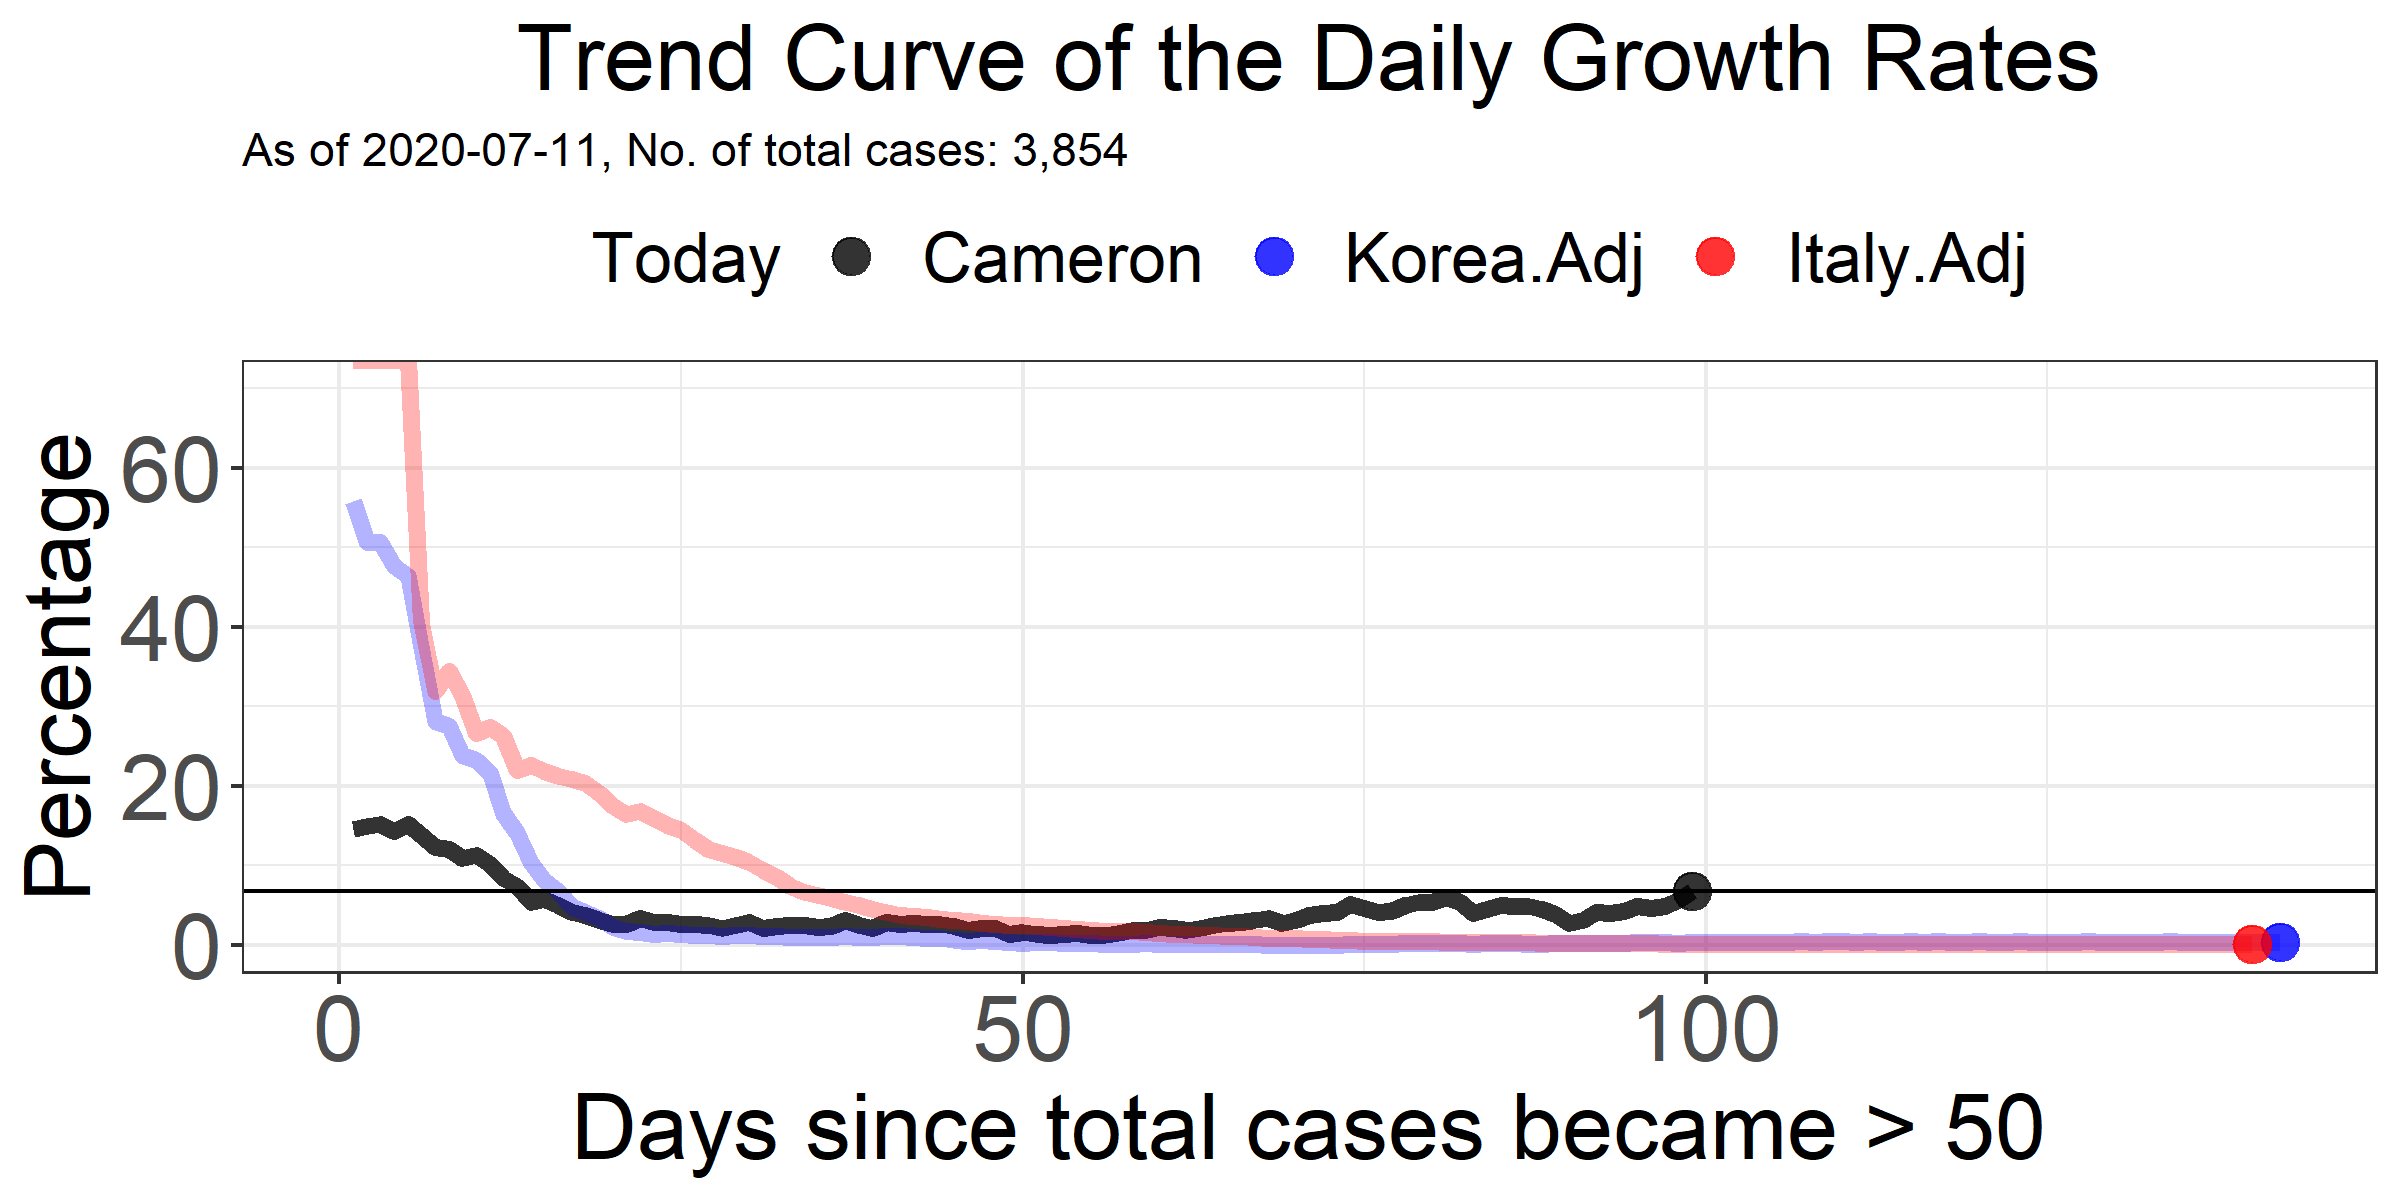 Trend Curve of the Daily Growth Rates
As of 2020-07-11, No. of total cases: 3,854
Today Cameron Korea.Adj Italy.Adj
Percentage
60
40
20
0
0 50 100
Days since total cases became > 50